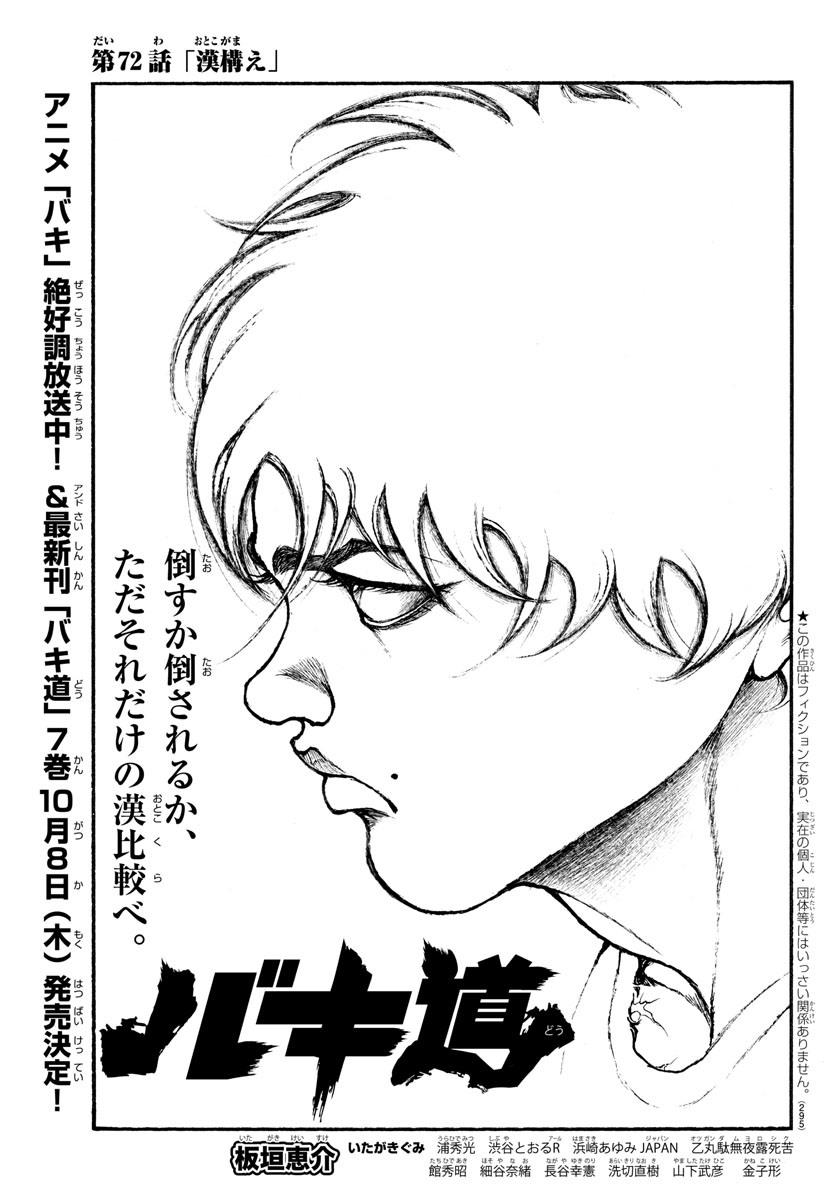 第72話「漢構え」
アニメ「バキ」絶好調放送中! &最新刊「バキ道」7巻10月8日(木)発売決定!
倒すか倒されるか、
ただそれだけの漢比較べ。
★この作品はフィクションであり、実在の個人・団体等にはいっさい関係ありません。
(295)
バキ道
板垣恵介
いたがきぐみ 浦秀光 渋谷とおるR 浜崎あゆみJAPAN 乙丸駄無夜露死苦
館秀昭 細谷奈緒 長谷幸憲 洗切直樹 山下武彦 金子形